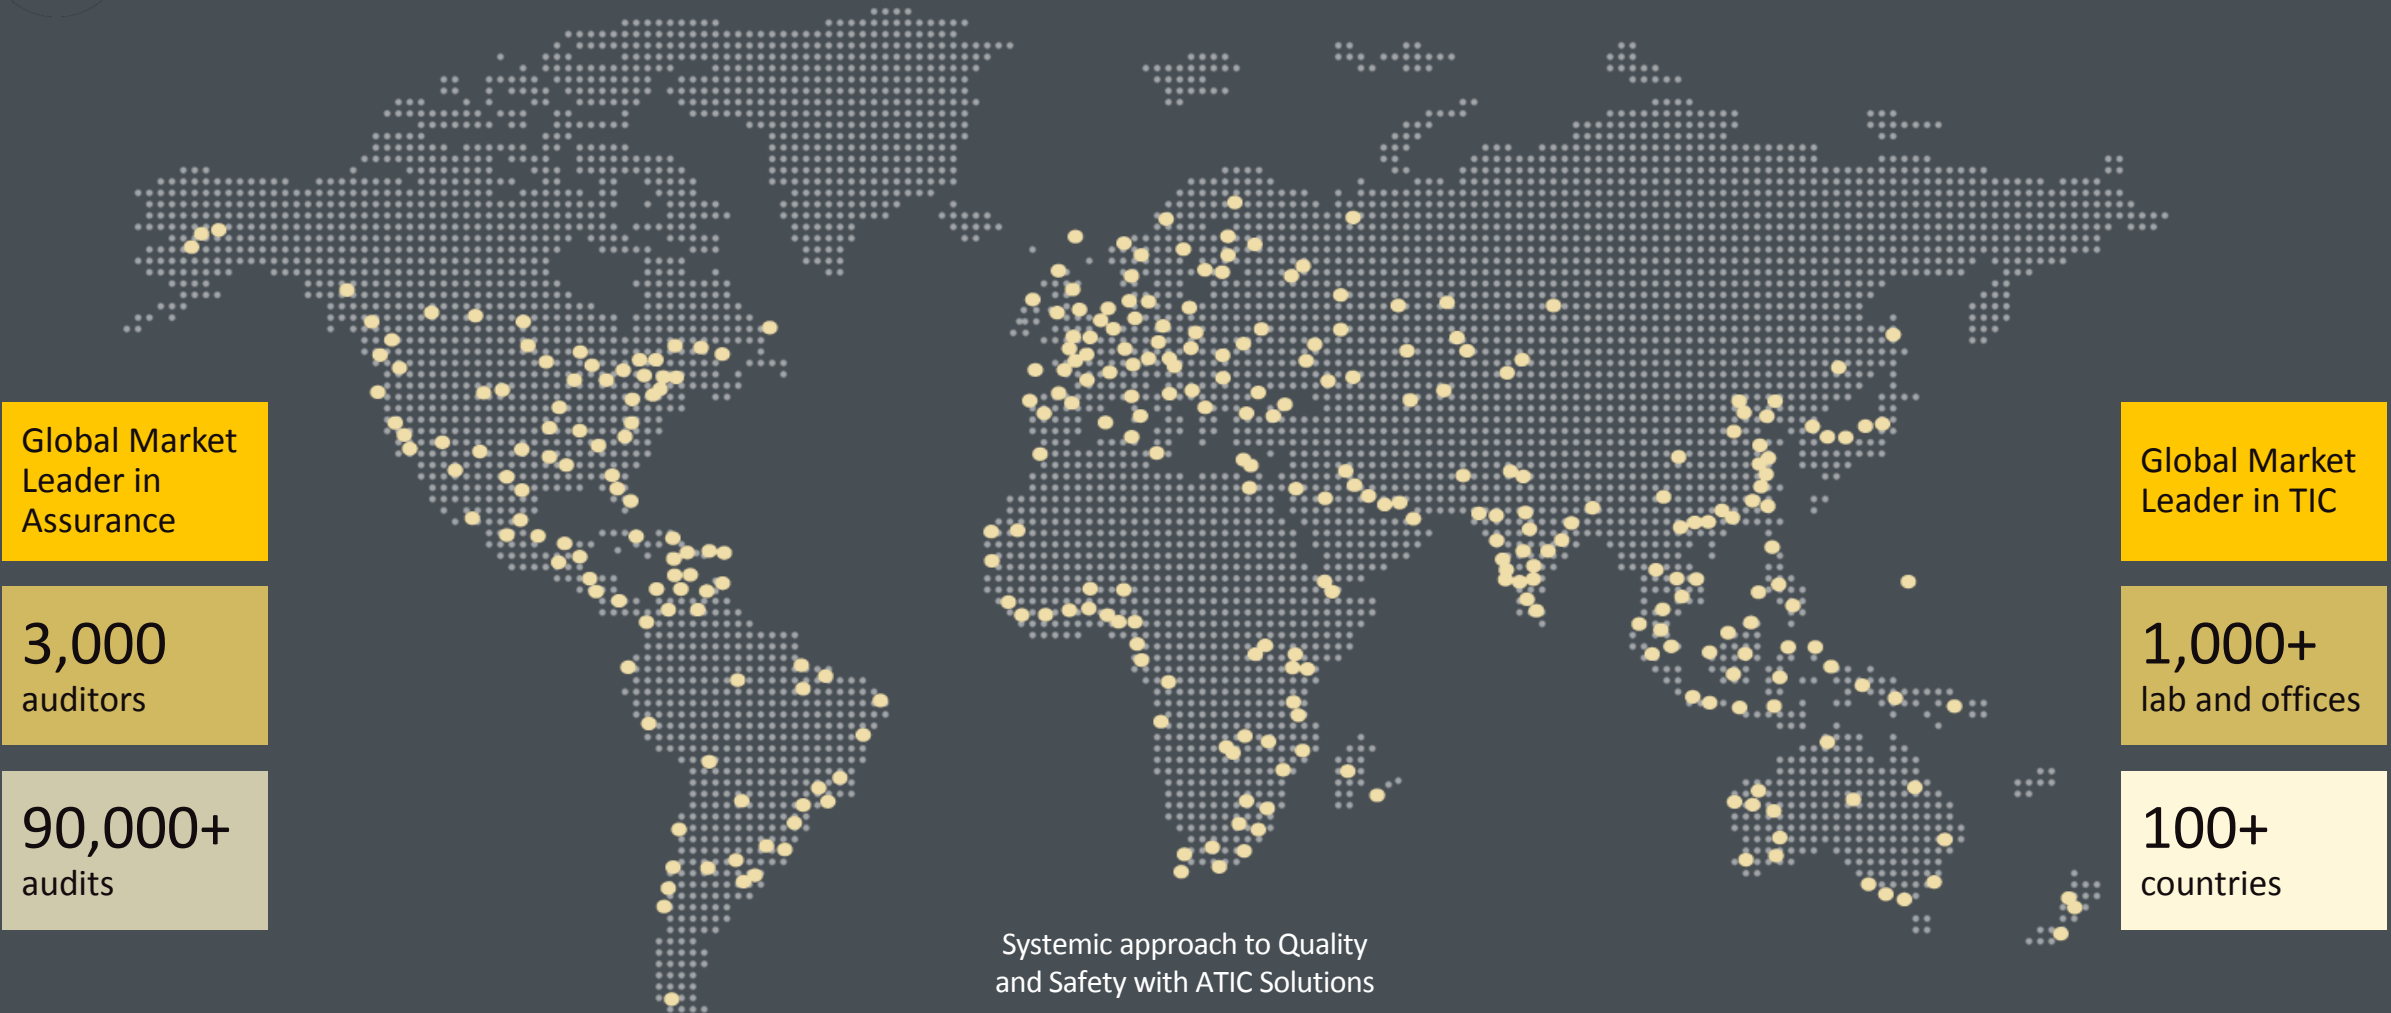 Global Market
Leader in
Assurance
3,000
auditors
90,000+
audits
Global Market
Leader in TIC
1,000+
lab and offices
100+
countries
Systemic approach to Quality
and Safety with ATIC Solutions